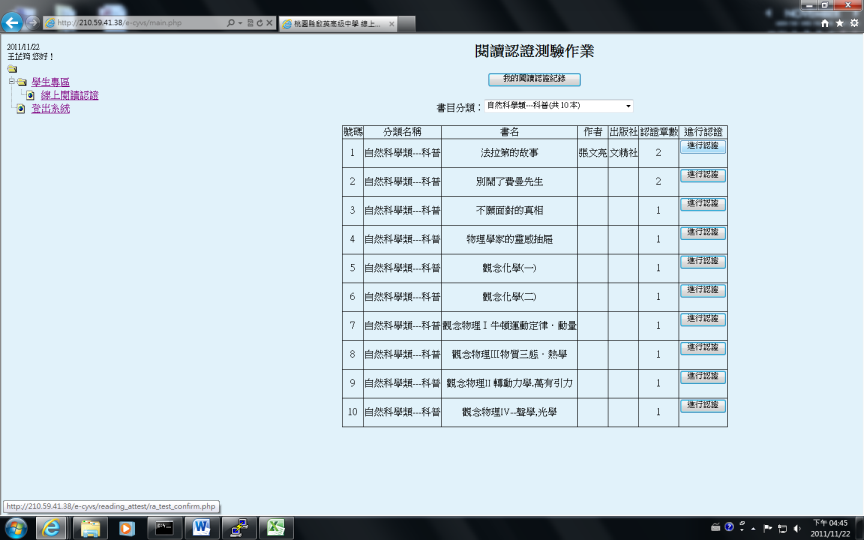 http://210.59.41.38/e-cyvs/main.php
桃園縣啟英高級中學 線上...
2011/11/22
您好！
學生專區
線上閱讀認證
登出系統
閱讀認證測驗作業
我的閱讀認證紀錄
書目分類： 自然科學類---科普(共 10 本)
號碼 分類名稱 書名 作者 出版社 認證章數 進行認證
1 自然科學類---科普 法拉第的故事 張文亮 文精社 2 進行認證
2 自然科學類---科普 別鬧了費曼先生 2 進行認證
3 自然科學類---科普 不願面對的真相 1 進行認證
4 自然科學類---科普 物理學家的靈感抽屜 1 進行認證
5 自然科學類---科普 觀念化學(一) 1 進行認證
6 自然科學類---科普 觀念化學(二) 1 進行認證
7 自然科學類---科普 觀念物理Ⅰ牛頓運動定律‧動量 1 進行認證
8 自然科學類---科普 觀念物理III物質三態‧熱學 1 進行認證
9 自然科學類---科普 觀念物理II 轉動力學,萬有引力 1 進行認證
10 自然科學類---科普 觀念物理IV--聲學,光學 1 進行認證
http://210.59.41.38/e-cyvs/reading_attest/ra_test_confirm.php
下午 04:45
2011/11/22